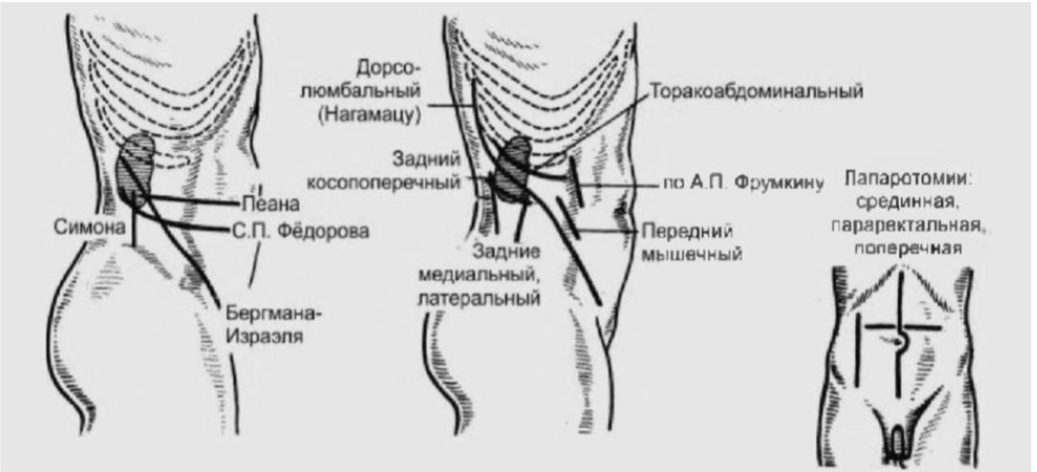 Симона
Пеана
С.П. Фёдорова
Бергмана-
Израэля
Дорсо-
люмбальный
(Нагамацу)
Задний
косопоперечный
Задние
медиальный,
латеральный
Торакоабдоминальный
по А.П. Фрумкину
Передний
мышечный
Лапаротомии:
срединная,
параректальная,
поперечная